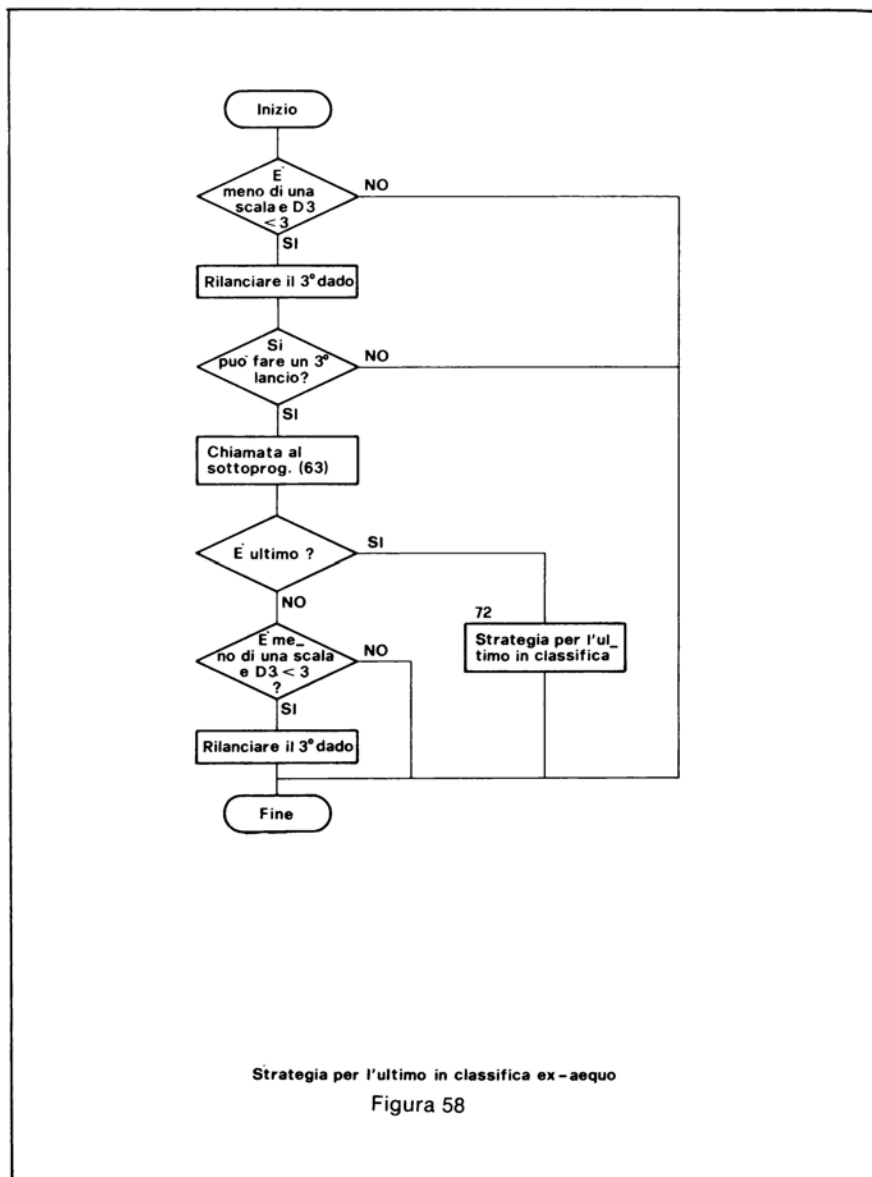 Inizio
E`
meno di una
scala e D3
< 3
NO
SI
Rilanciare il 3° dado
Si
puo` fare un 3°
lancio?
NO
SI
Chiamata al
sottoprog. (63)
E` ultimo ?
SI
NO
72
Strategia per l'ul_
timo in classifica
E` me_
no di una scala
e D3 < 3
?
NO
SI
Rilanciare il 3° dado
Fine
Strategia per l'ultimo in classifica ex-aequo
Figura 58